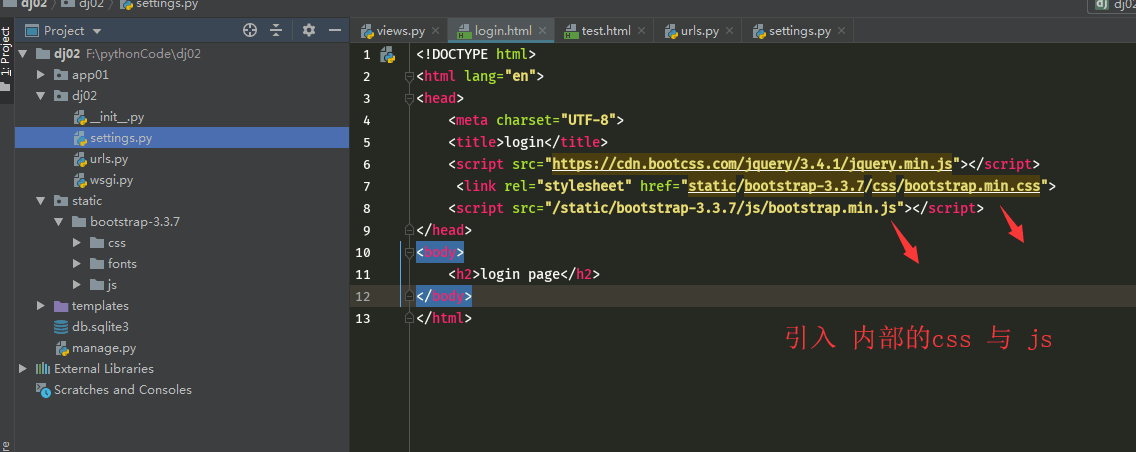 dj02 dj02 settings.py dj02
1: Project
Project
views.py login.html test.html urls.py settings.py
dj02 F:\pythonCode\dj02
app01
dj02
__init__.py
settings.py
urls.py
wsgi.py
static
bootstrap-3.3.7
css
fonts
js
templates
db.sqlite3
manage.py
External Libraries
Scratches and Consoles
1 <!DOCTYPE html>
2 <html lang="en">
3 <head>
4 <meta charset="UTF-8">
5 <title>login</title>
6 <script src="https://cdn.bootcss.com/jquery/3.4.1/jquery.min.js"></script>
7 <link rel="stylesheet" href="static/bootstrap-3.3.7/css/bootstrap.min.css">
8 <script src="/static/bootstrap-3.3.7/js/bootstrap.min.js"></script>
9 </head>
10 <body>
11 <h2>login page</h2>
12 </body>
13 </html>
引入 内部的css 与 js